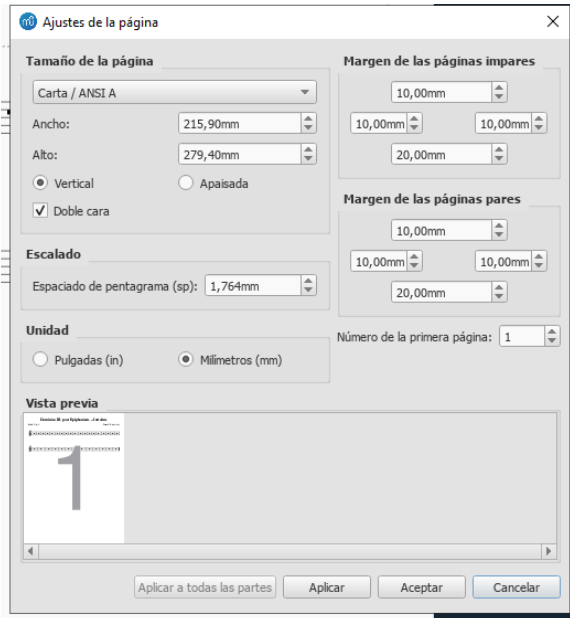 Ajustes de la página
Tamaño de la página
Carta / ANSI A
Ancho: 215,90mm
Alto: 279,40mm
Vertical Apaisada
Doble cara
Escalado
Espaciado de pentagrama (sp): 1,764mm
Unidad
Pulgadas (in) Milímetros (mm)
Margen de las páginas impares
10,00mm
10,00mm 10,00mm
20,00mm
Margen de las páginas pares
10,00mm
10,00mm 10,00mm
20,00mm
Número de la primera página: 1
Vista previa
1
Aplicar a todas las partes Aplicar Aceptar Cancelar